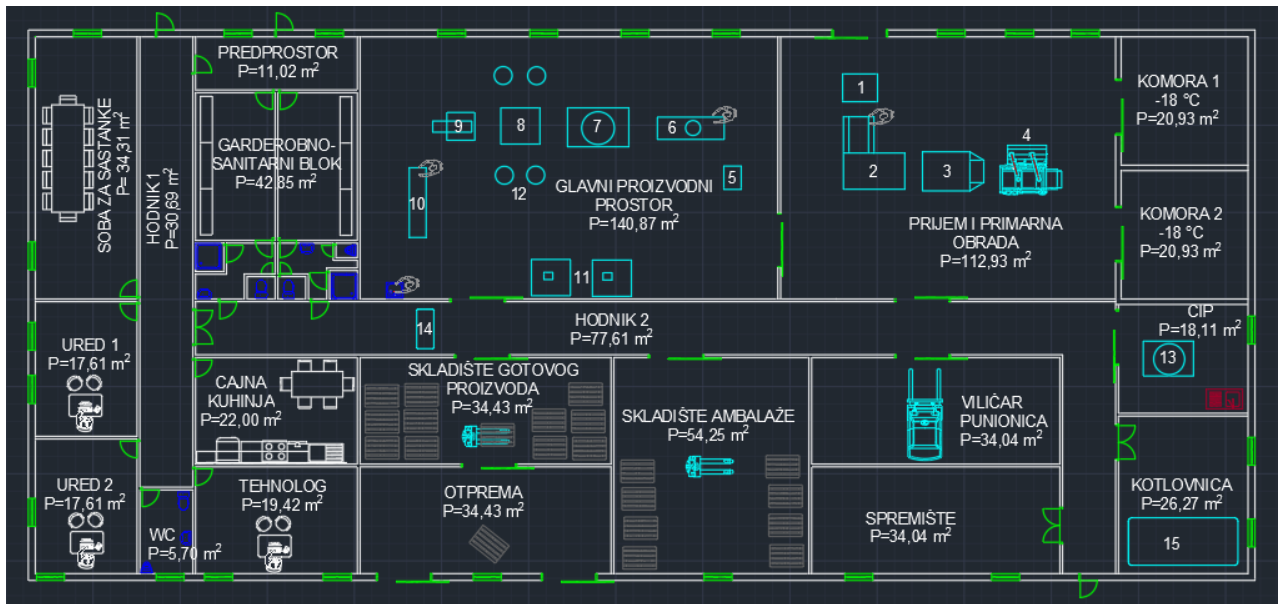 PREDPROSTOR
P=11,02 m²
SOBA ZA SASTANKE
P= 34,31 m²
HODNIK1
P=30,69 m²
GARDEROBNO-
SANITARNI BLOK
P=42,85 m²
9
8
7
6
5
10
12
GLAVNI PROIZVODNI
PROSTOR
P=140,87 m²
11
1
2
3
4
PRIJEM I PRIMARNA
OBRADA
P=112,93 m²
KOMORA 1
-18 °C
P=20,93 m²
KOMORA 2
-18 °C
P=20,93 m²
URED 1
P=17,61 m²
14
HODNIK 2
P=77,61 m²
CIP
P=18,11 m²
13
CAJNA
KUHINJA
P=22,00 m²
SKLADIŠTE GOTOVOG
PROIZVODA
P=34,43 m²
SKLADIŠTE AMBALAŽE
P=54,25 m²
VILIČAR
PUNIONICA
P=34,04 m²
URED 2
P=17,61 m²
WC
P=5,70 m²
TEHNOLOG
P=19,42 m²
OTPREMA
P=34,43 m²
SPREMIŠTE
P=34,04 m²
KOTLOVNICA
P=26,27 m²
15